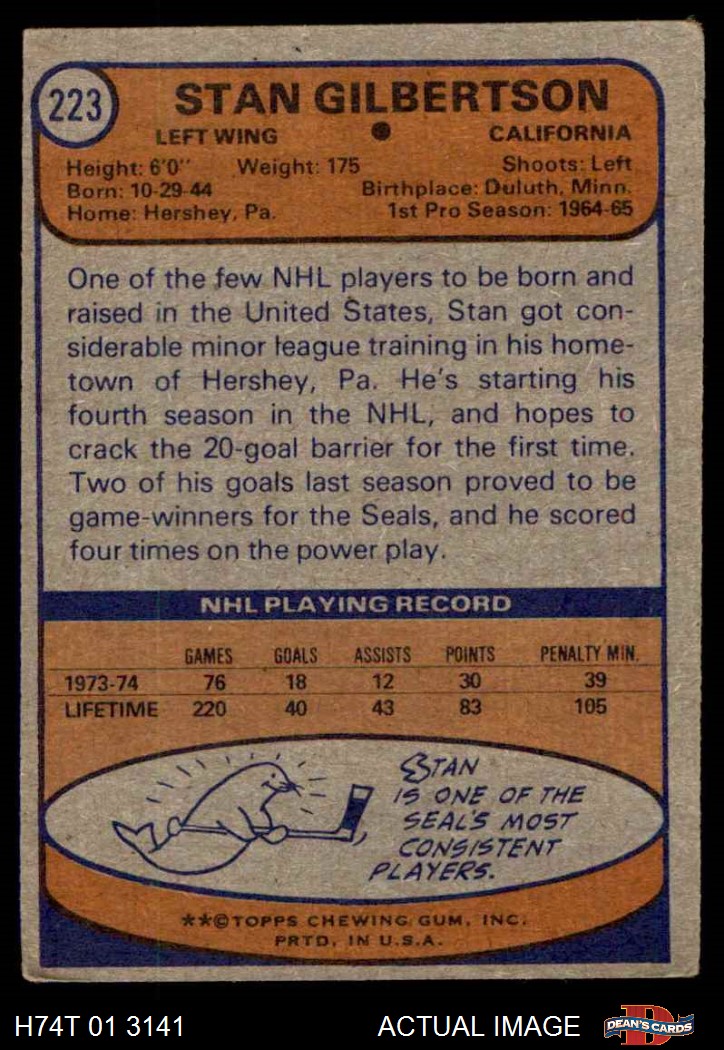 223
STAN GILBERTSON
LEFT WING ● CALIFORNIA
Height: 6'0" Weight: 175 Shoots: Left
Born: 10-29-44 Birthplace: Duluth, Minn.
Home: Hershey, Pa. 1st Pro Season: 1964-65
One of the few NHL players to be born and
raised in the United States, Stan got con-
siderable minor league training in his home-
town of Hershey, Pa. He's starting his
fourth season in the NHL, and hopes to
crack the 20-goal barrier for the first time.
Two of his goals last season proved to be
game-winners for the Seals, and he scored
four times on the power play.
NHL PLAYING RECORD
GAMES GOALS ASSISTS POINTS PENALTY MIN.
1973-74 76 18 12 30 39
LIFETIME 220 40 43 83 105
STAN
IS ONE OF THE
SEAL'S MOST
CONSISTENT
PLAYERS.
**©TOPPS CHEWING GUM, INC.
PRTD. IN U.S.A.
H74T 01 3141 ACTUAL IMAGE DEAN'S CARDS